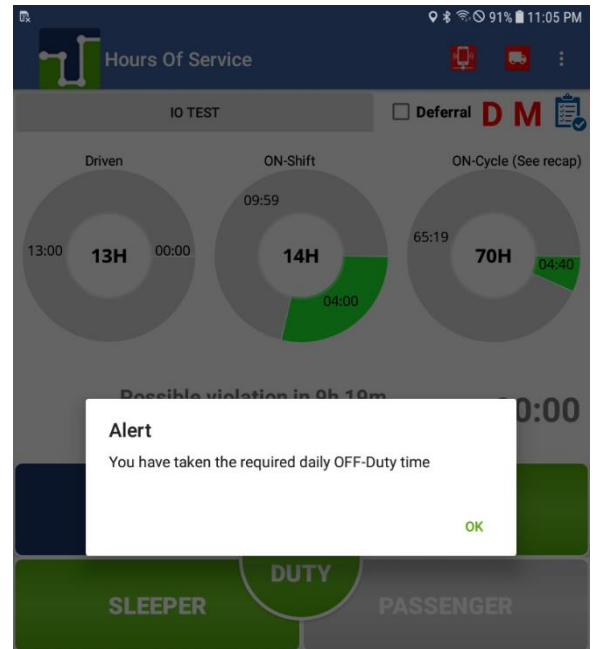 91% 11:05 PM
Hours Of Service
IO TEST
Deferral D M
Driven
ON-Shift
ON-Cycle (See recap)
09:59
13:00
13H
00:00
14H
65:19
70H
04:40
04:00
Possible violation in 9h 19m
0:00
Alert
You have taken the required daily OFF-Duty time
OK
DUTY
SLEEPER
PASSENGER